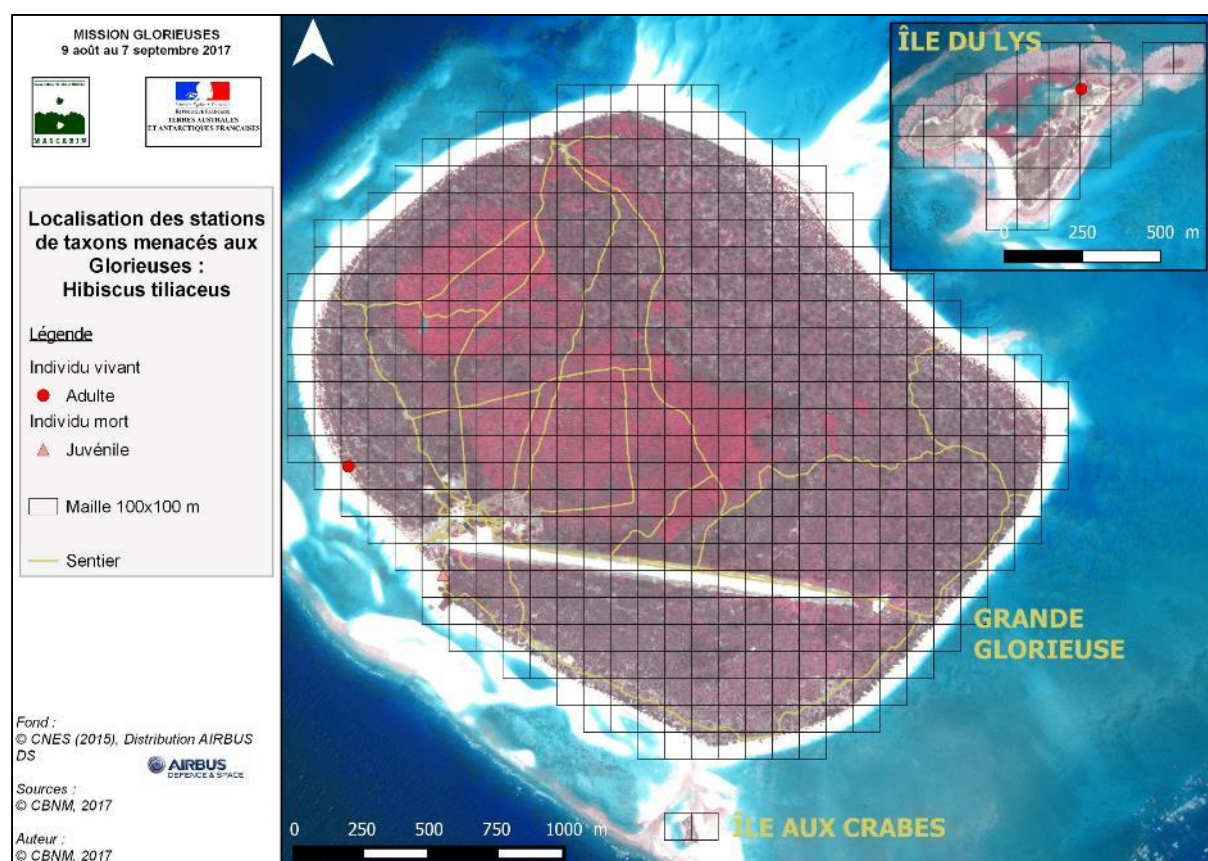 MISSION GLORIEUSES
9 août au 7 septembre 2017
MASCARIN
RÉPUBLIQUE FRANÇAISE
TERRES AUSTRALES
ET ANTARCTIQUES FRANÇAISES
Localisation des stations
de taxons menacés aux
Glorieuses :
Hibiscus tiliaceus
Légende
Individu vivant
Adulte
Individu mort
Juvénile
Maille 100x100 m
Sentier
Fond :
© CNES (2015), Distribution AIRBUS
DS
AIRBUS
DEFENCE & SPACE
Sources :
© CBNM, 2017
Auteur :
© CBNM, 2017
ÎLE DU LYS
0 250 500 m
GRANDE
GLORIEUSE
ÎLE AUX CRABES
0 250 500 750 1000 m